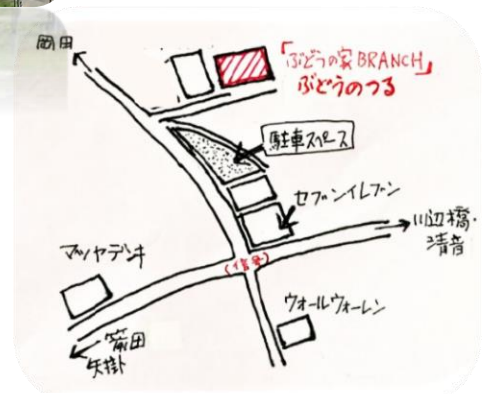 岡田
「ぶどうの家BRANCH」
ぶどうのつる
駐車スペース
セブンイレブン
川辺橋・
清音
マツヤデンキ
(信号)
ウォールウォーレン
箭田
矢掛